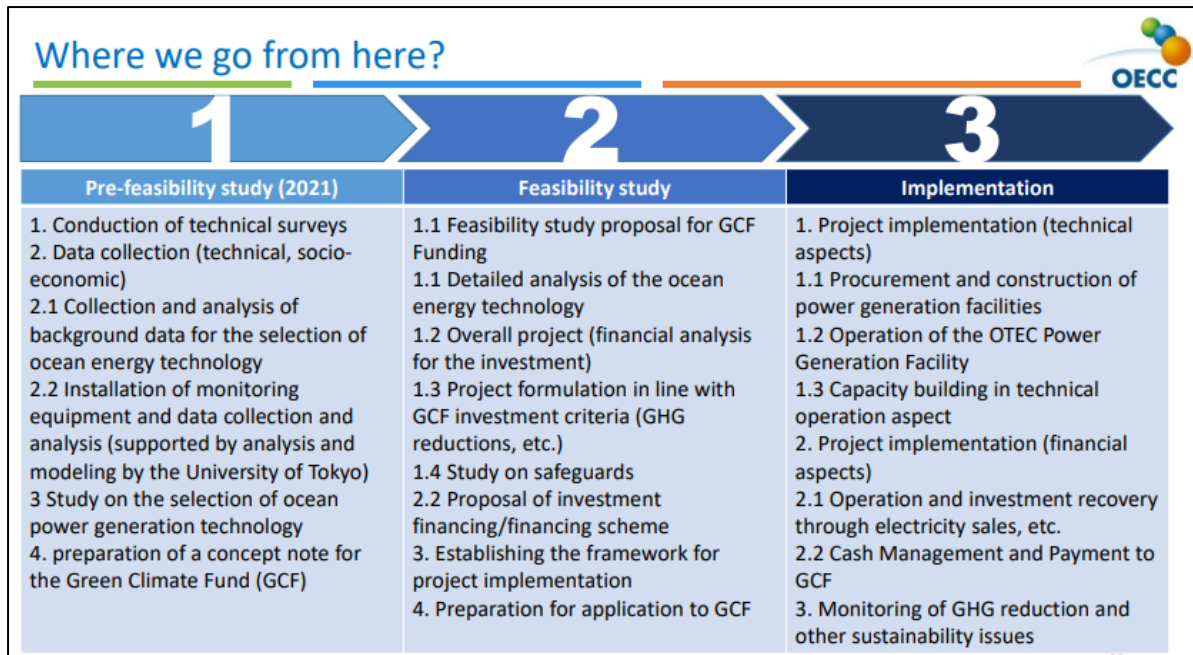 Where we go from here?
OECC
1
2
3
Pre-feasibility study (2021)
1. Conduction of technical surveys
2. Data collection (technical, socio-
economic)
2.1 Collection and analysis of
background data for the selection of
ocean energy technology
2.2 Installation of monitoring
equipment and data collection and
analysis (supported by analysis and
modeling by the University of Tokyo)
3 Study on the selection of ocean
power generation technology
4. preparation of a concept note for
the Green Climate Fund (GCF)
Feasibility study
1.1 Feasibility study proposal for GCF
Funding
1.1 Detailed analysis of the ocean
energy technology
1.2 Overall project (financial analysis
for the investment)
1.3 Project formulation in line with
GCF investment criteria (GHG
reductions, etc.)
1.4 Study on safeguards
2.2 Proposal of investment
financing/financing scheme
3. Establishing the framework for
project implementation
4. Preparation for application to GCF
Implementation
1. Project implementation (technical
aspects)
1.1 Procurement and construction of
power generation facilities
1.2 Operation of the OTEC Power
Generation Facility
1.3 Capacity building in technical
operation aspect
2. Project implementation (financial
aspects)
2.1 Operation and investment recovery
through electricity sales, etc.
2.2 Cash Management and Payment to
GCF
3. Monitoring of GHG reduction and
other sustainability issues